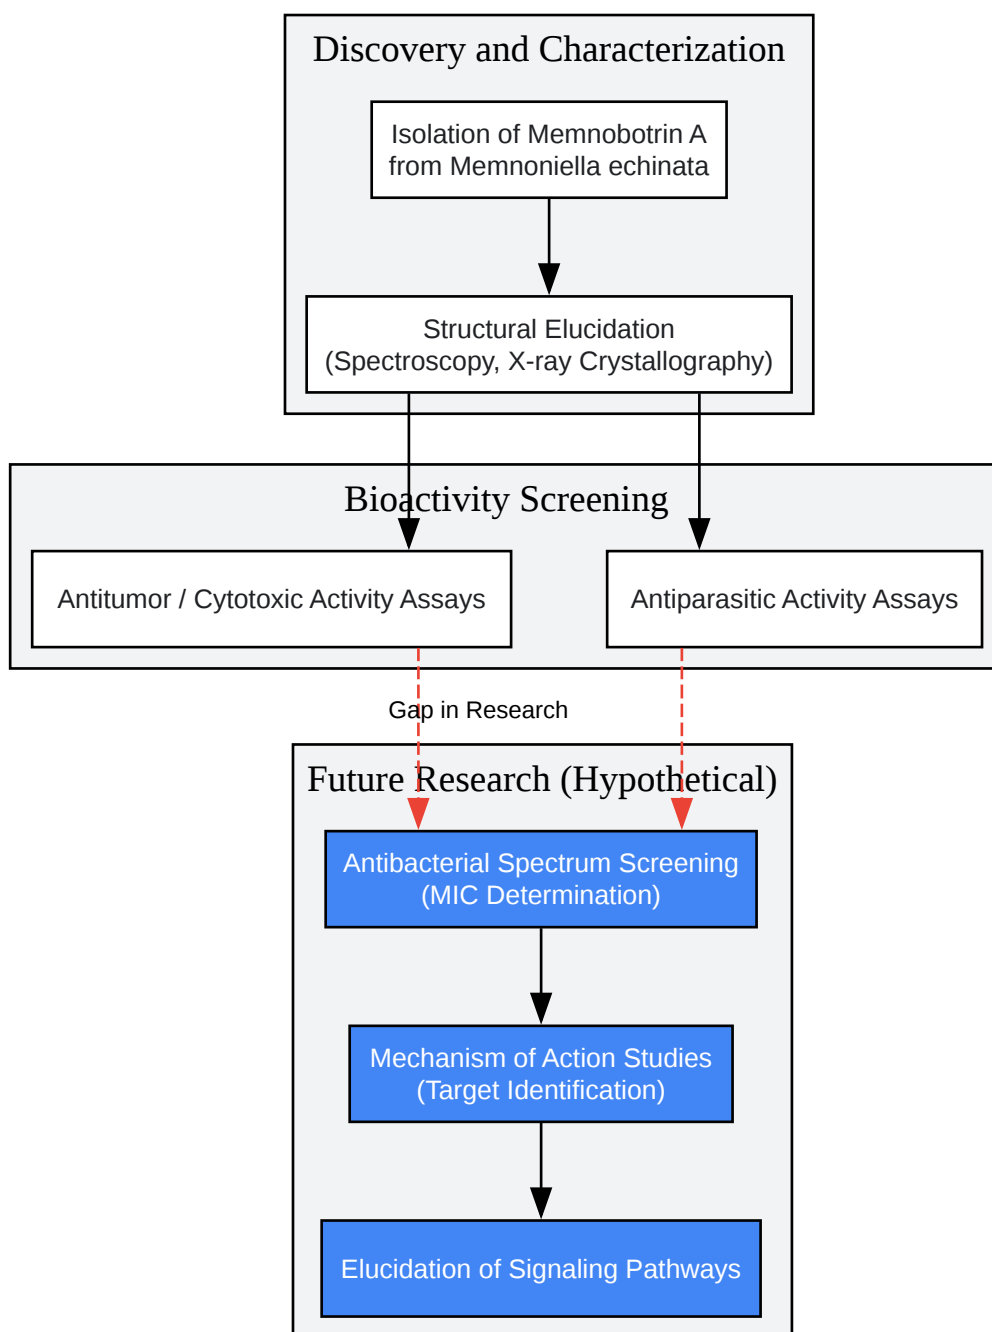 Discovery and Characterization
Isolation of Memnobotrin A
from Memnoniella echinata
Structural Elucidation
(Spectroscopy, X-ray Crystallography)
Bioactivity Screening
Antitumor / Cytotoxic Activity Assays
Antiparasitic Activity Assays
Gap in Research
Future Research (Hypothetical)
Antibacterial Spectrum Screening
(MIC Determination)
Mechanism of Action Studies
(Target Identification)
Elucidation of Signaling Pathways